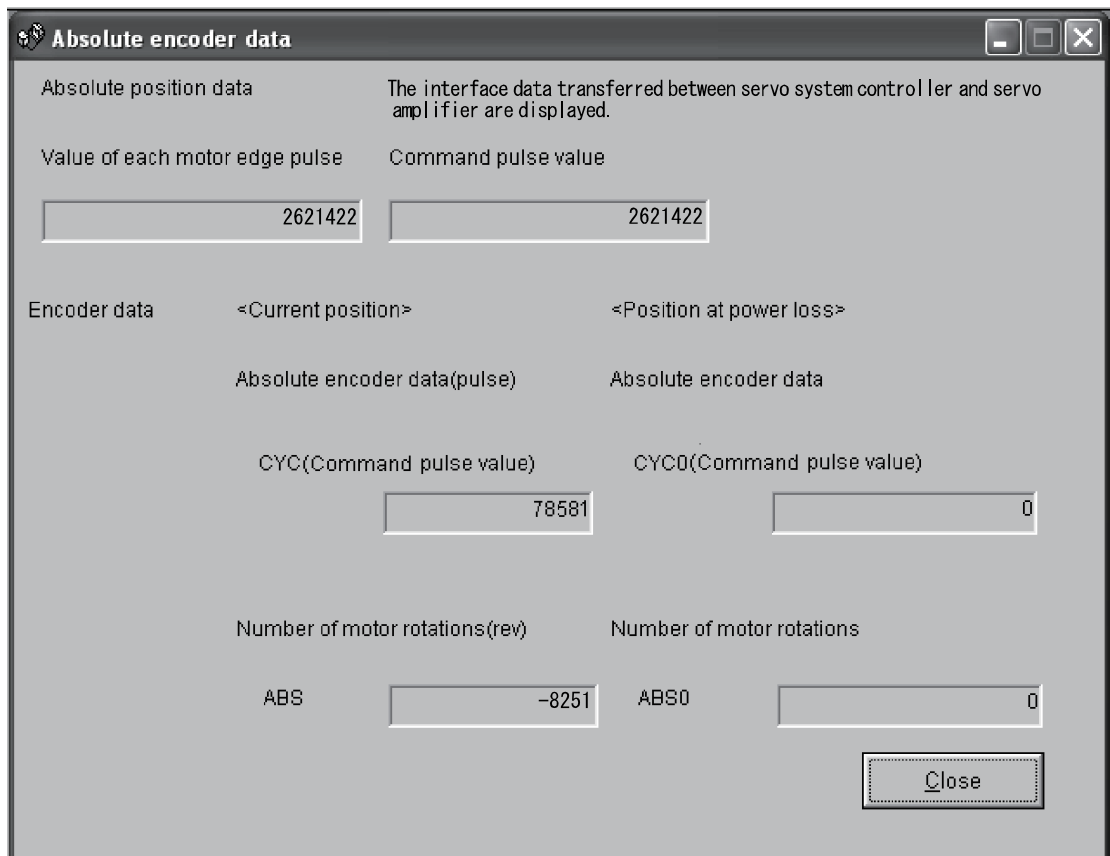 Absolute encoder data
Absolute position data
The interface data transferred between servo system controller and servo
amplifier are displayed.
Value of each motor edge pulse
Command pulse value
2621422
2621422
Encoder data
<Current position>
<Position at power loss>
Absolute encoder data(pulse)
Absolute encoder data
CYC(Command pulse value)
CYC0(Command pulse value)
78581
0
Number of motor rotations(rev)
Number of motor rotations
ABS
-8251
ABS0
0
Close